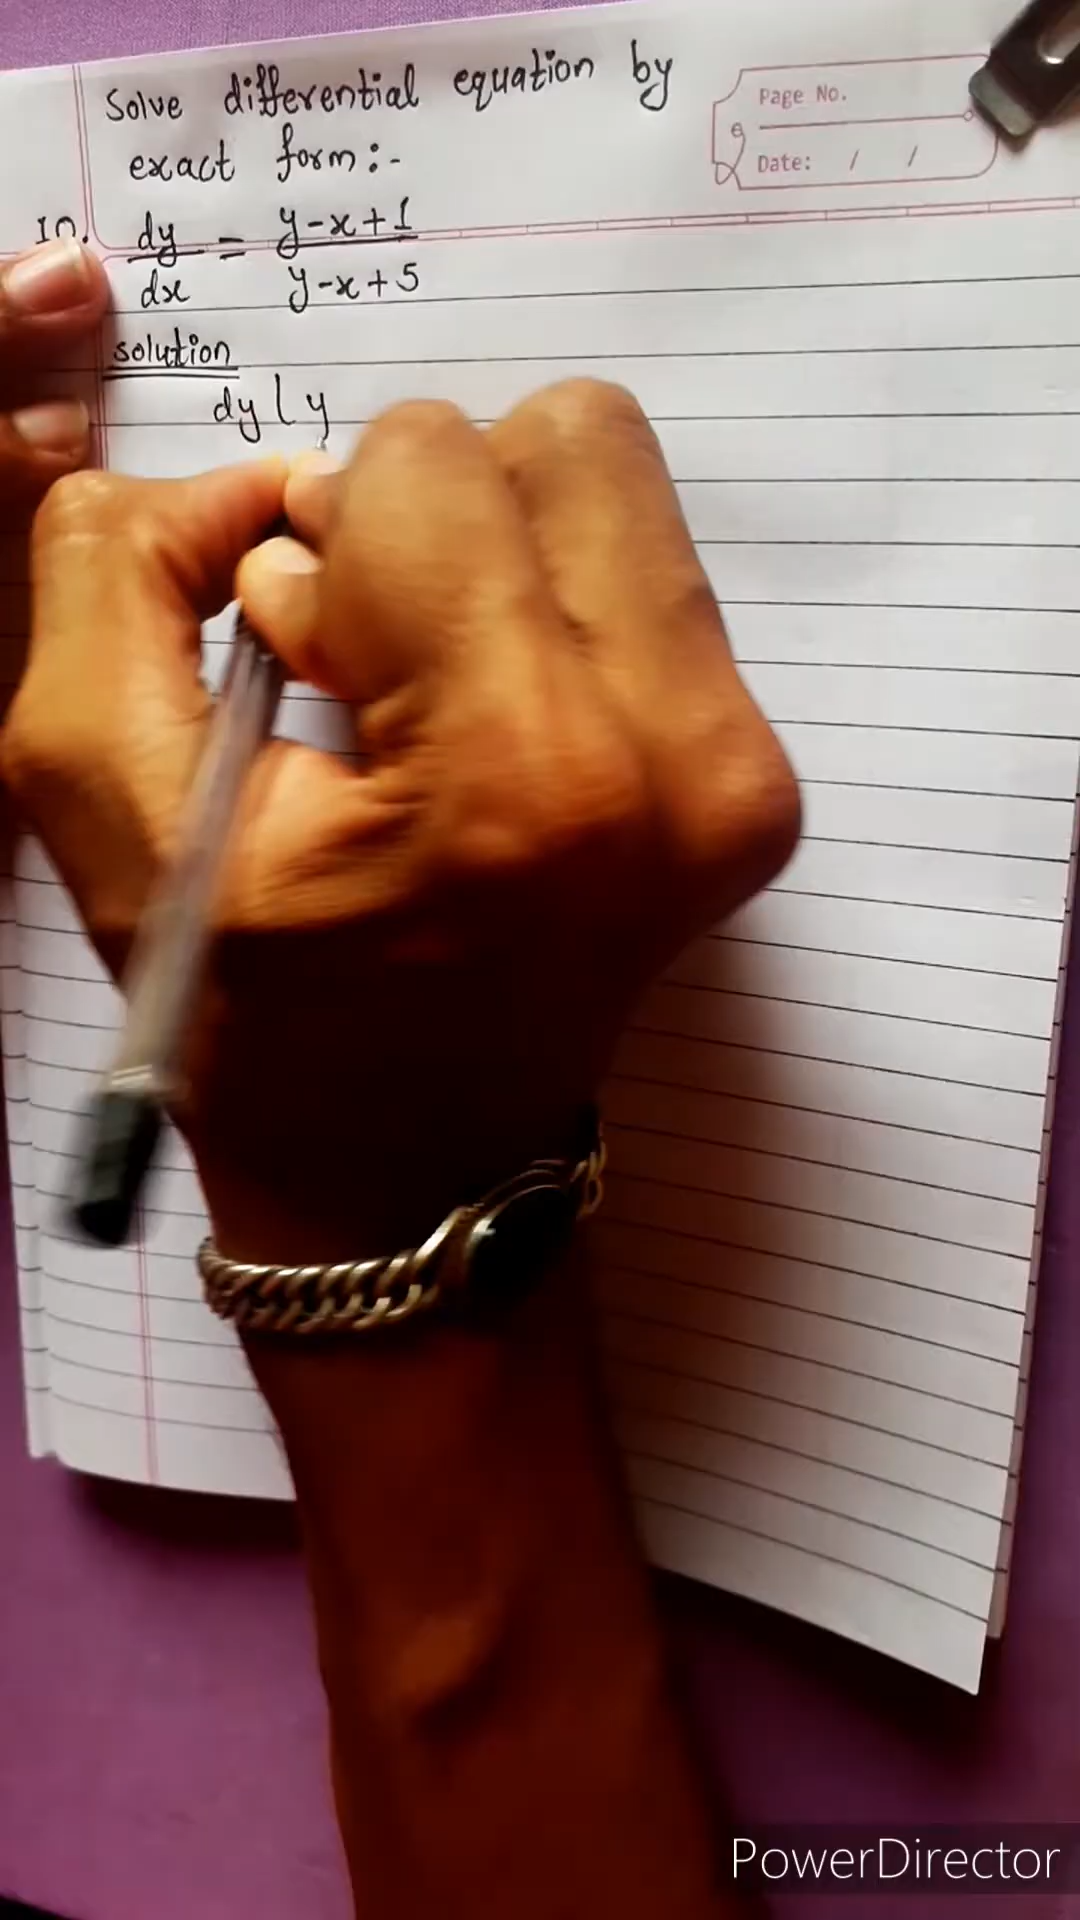 Solve differential equation by
exact form:-
Page No.
Date: / /
10. dy/dx = y-x+1/y-x+5
solution
dy(y
PowerDirector